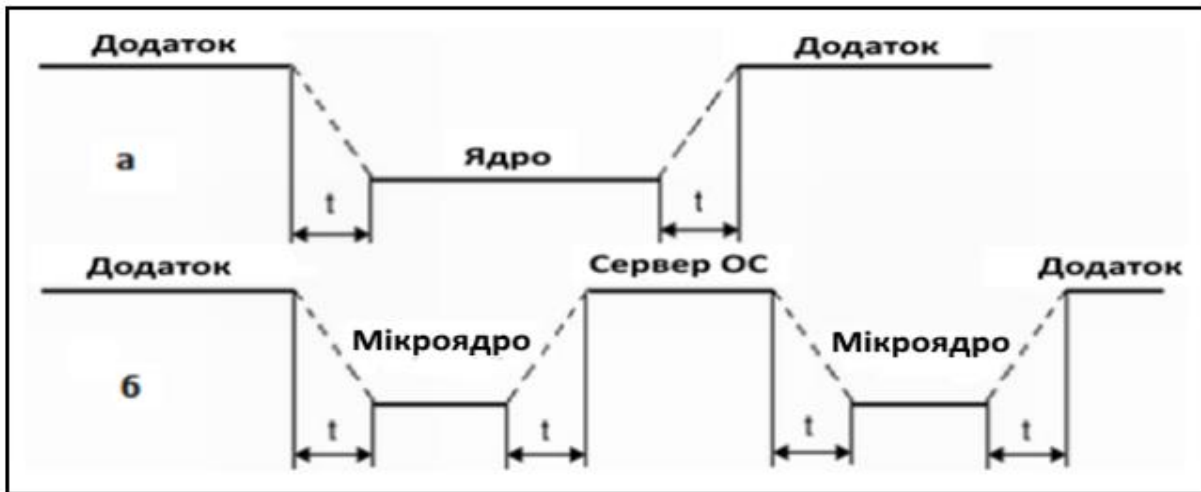 Додаток Додаток
а Ядро
t t
Додаток Сервер ОС Додаток
Мікроядро Мікроядро
б
t t t t